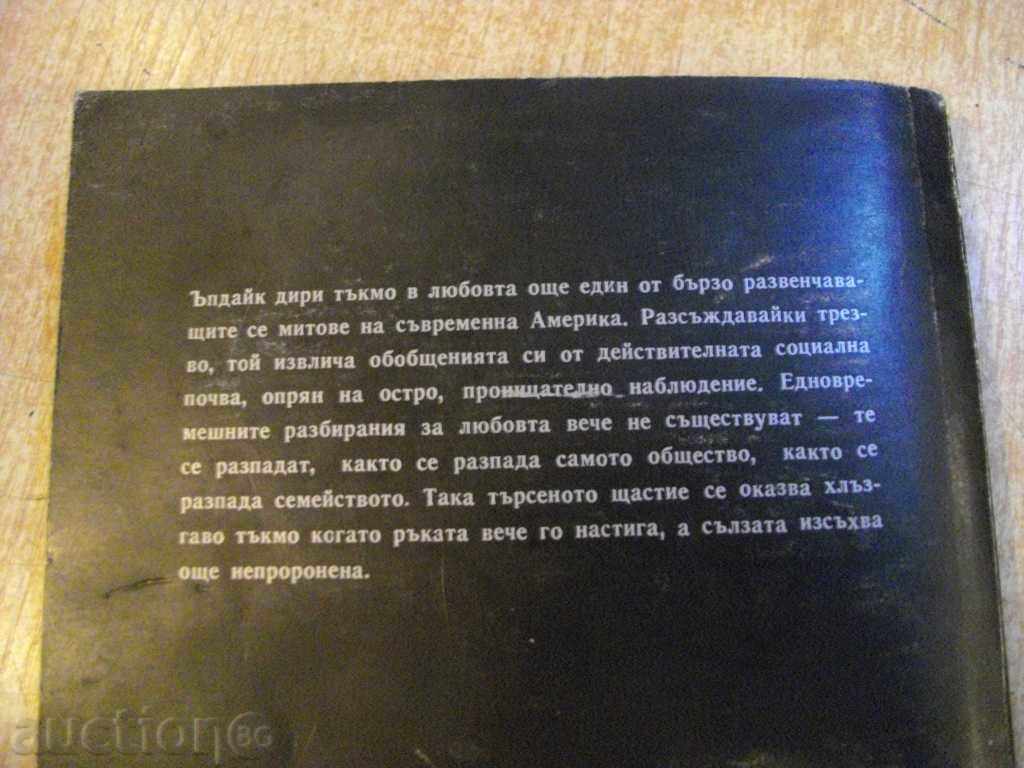 Ъпдайк дири тъкмо в любовта още един от бързо развенчава-
щите се митове на съвременна Америка. Разсъждавайки трез-
во, той извлича обобщенията си от действителната социална
почва, опрян на остро, проницателно наблюдение. Едновре-
мешните разбирания за любовта вече не съществуват — те
се разпадат, както се разпада самото общество, както се
разпада семейството. Така търсеното щастие се оказва хлъз-
гаво тъкмо когато ръката вече го настига, а сълзата изсъхва
още непроронена.
auction BG